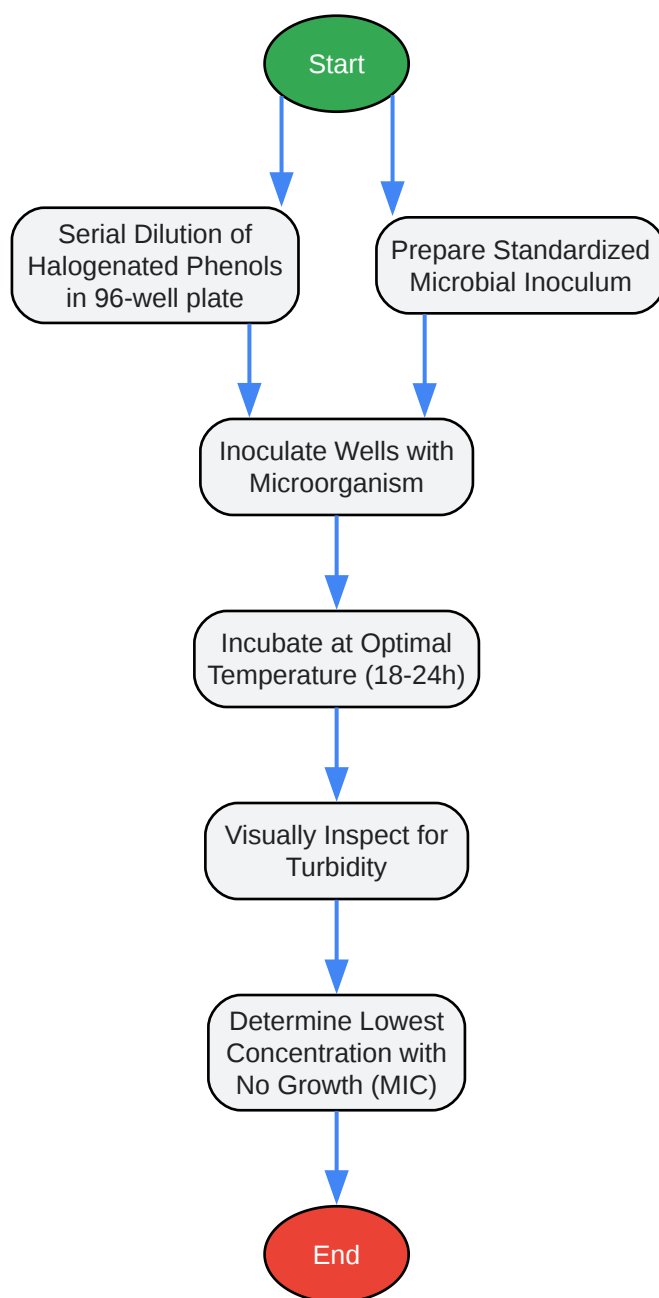 Start
Serial Dilution of
Halogenated Phenols
in 96-well plate
Prepare Standardized
Microbial Inoculum
Inoculate Wells with
Microorganism
Incubate at Optimal
Temperature (18-24h)
Visually Inspect for
Turbidity
Determine Lowest
Concentration with
No Growth (MIC)
End